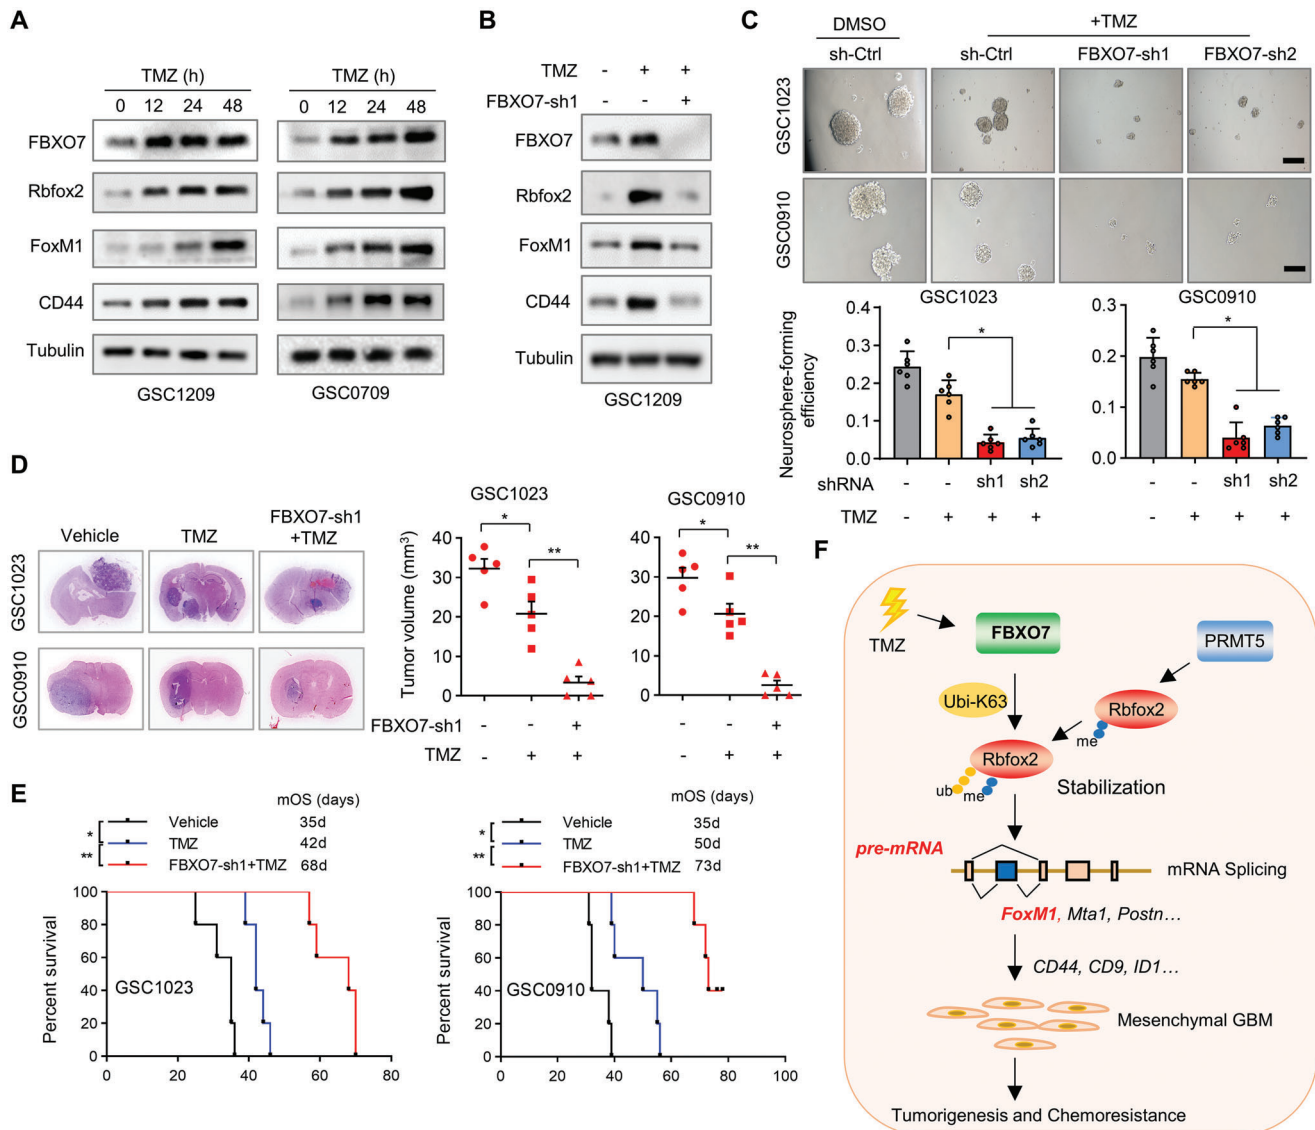 A
TMZ (h)
TMZ (h)
0 12 24 48
0 12 24 48
FBXO7
Rbfox2
FoxM1
CD44
Tubulin
GSC1209
GSC0709
B
TMZ - + +
FBXO7-sh1 - - +
FBXO7
Rbfox2
FoxM1
CD44
Tubulin
GSC1209
C
DMSO
+TMZ
sh-Ctrl
sh-Ctrl
FBXO7-sh1
FBXO7-sh2
GSC1023
GSC0910
Neurosphere-forming
efficiency
GSC1023
0.4
0.3
0.2
0.1
0.0
*
GSC0910
0.3
0.2
0.1
0.0
*
shRNA - - sh1 sh2
- - sh1 sh2
TMZ - + + +
- + + +
D
Vehicle
TMZ
FBXO7-sh1
+TMZ
GSC1023
GSC0910
GSC1023
Tumor volume (mm³)
40
30
20
10
0
*
**
GSC0910
40
30
20
10
0
*
**
FBXO7-sh1 - - +
- - +
TMZ - + +
- + +
E
mOS (days)
Vehicle 35d
TMZ 42d
FBXO7-sh1+TMZ 68d
*
**
Percent survival
100
80
60
40
20
0
GSC1023
0 20 40 60 80
mOS (days)
Vehicle 35d
TMZ 50d
FBXO7-sh1+TMZ 73d
*
**
Percent survival
100
80
60
40
20
0
GSC0910
0 20 40 60 80 100
F
TMZ
FBXO7
PRMT5
Ubi-K63
Rbfox2
me
Rbfox2
ub
me
Stabilization
pre-mRNA
mRNA Splicing
FoxM1, Mta1, Postn…
CD44, CD9, ID1…
Mesenchymal GBM
Tumorigenesis and Chemoresistance